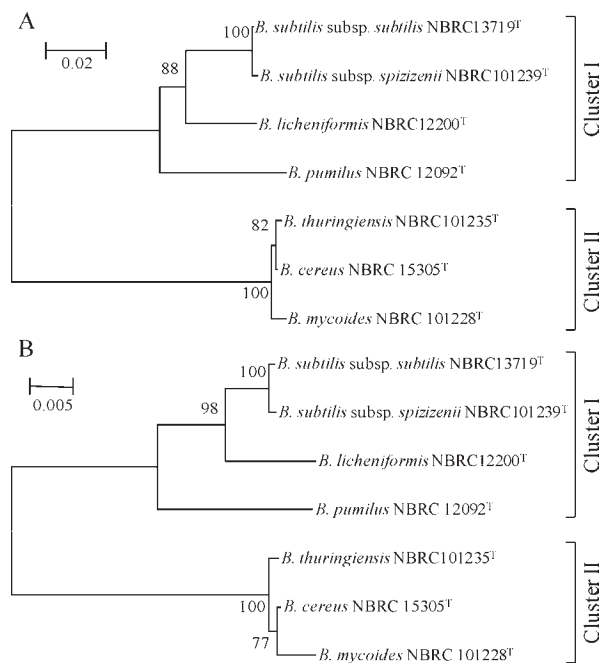 A
0.02
100
B. subtilis subsp. subtilis NBRC13719ᵀ
B. subtilis subsp. spizizenii NBRC101239ᵀ
88
B. licheniformis NBRC12200ᵀ
B. pumilus NBRC 12092ᵀ
Cluster I
82
B. thuringiensis NBRC101235ᵀ
B. cereus NBRC 15305ᵀ
100
B. mycoides NBRC 101228ᵀ
Cluster II
B
0.005
100
B. subtilis subsp. subtilis NBRC13719ᵀ
B. subtilis subsp. spizizenii NBRC101239ᵀ
98
B. licheniformis NBRC12200ᵀ
B. pumilus NBRC 12092ᵀ
Cluster I
B. thuringiensis NBRC101235ᵀ
100
B. cereus NBRC 15305ᵀ
77
B. mycoides NBRC 101228ᵀ
Cluster II